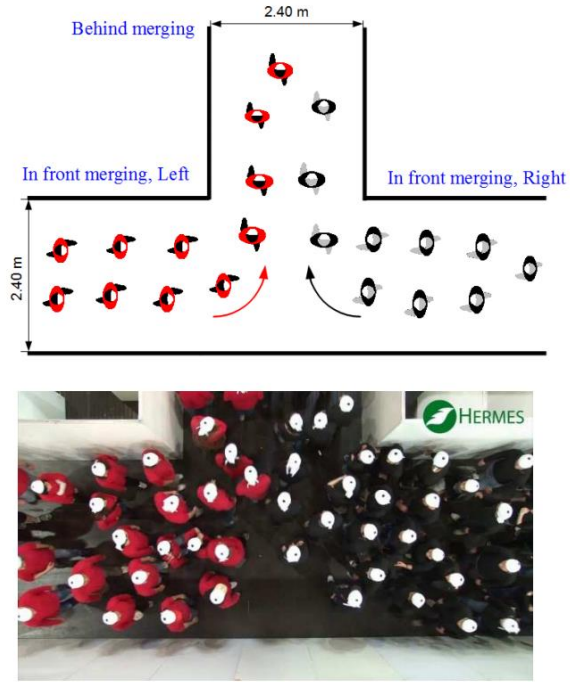 2.40 m
Behind merging
In front merging, Left
In front merging, Right
2.40 m
HERMES